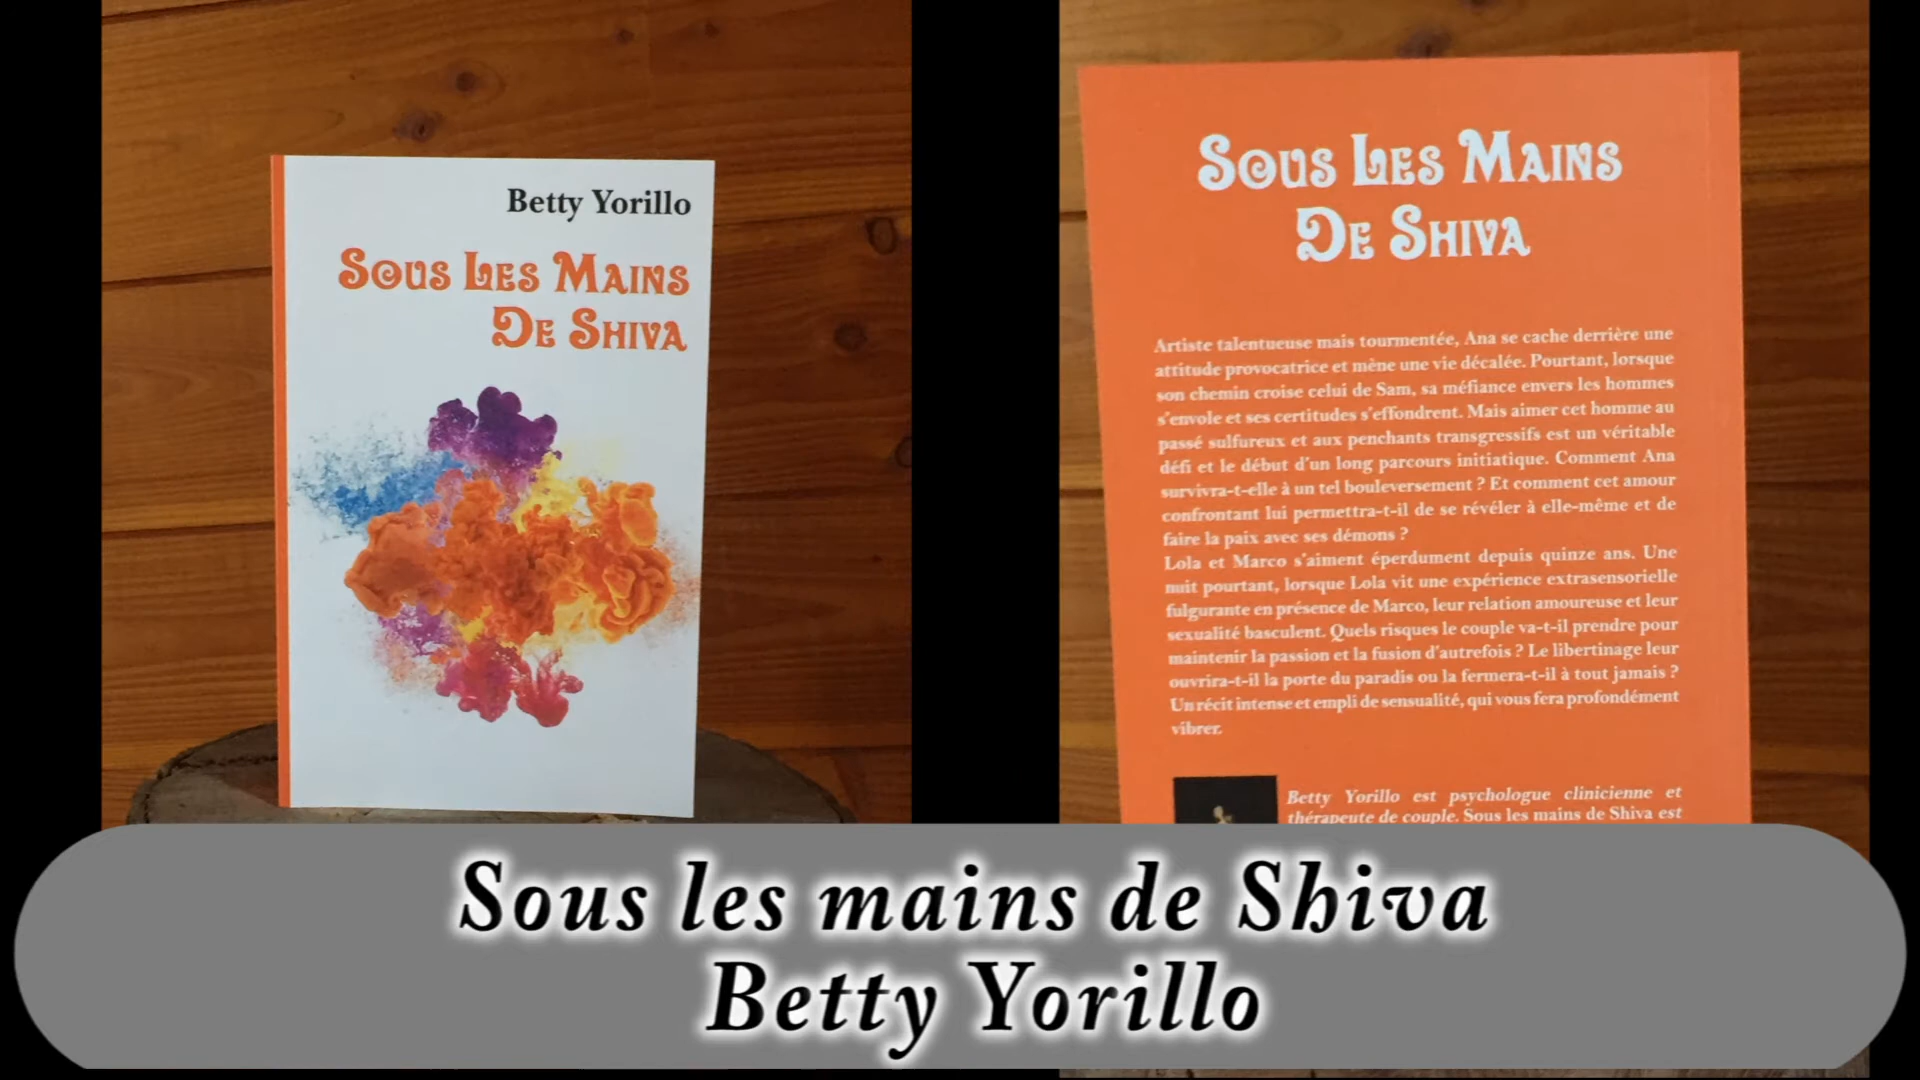 Betty Yorillo
Sous Les Mains
De Shiva
Sous Les Mains
De Shiva
Artiste talentueuse mais tourmentée, Ana se cache derrière une
attitude provocatrice et mène une vie décalée. Pourtant, lorsque
son chemin croise celui de Sam, sa méfiance envers les hommes
s'envole et ses certitudes s'effondrent. Mais aimer cet homme au
passé sulfureux et aux penchants transgressifs est un véritable
défi et le début d'un long parcours initiatique. Comment Ana
survivra-t-elle à un tel bouleversement ? Et comment cet amour
confrontant lui permettra-t-il de se révéler à elle-même et de
faire la paix avec ses démons ?
Lola et Marco s'aiment éperdument depuis quinze ans. Une
nuit pourtant, lorsque Lola vit une expérience extrasensorielle
fulgurante en présence de Marco, leur relation amoureuse et leur
sexualité basculent. Quels risques le couple va-t-il prendre pour
maintenir la passion et la fusion d'autrefois ? Le libertinage leur
ouvrira-t-il la porte du paradis ou la fermera-t-il à tout jamais ?
Un récit intense et empli de sensualité, qui vous fera profondément
vibrer.
Betty Yorillo est psychologue clinicienne et
thérapeute de couple. Sous les mains de Shiva est
Sous les mains de Shiva
Betty Yorillo